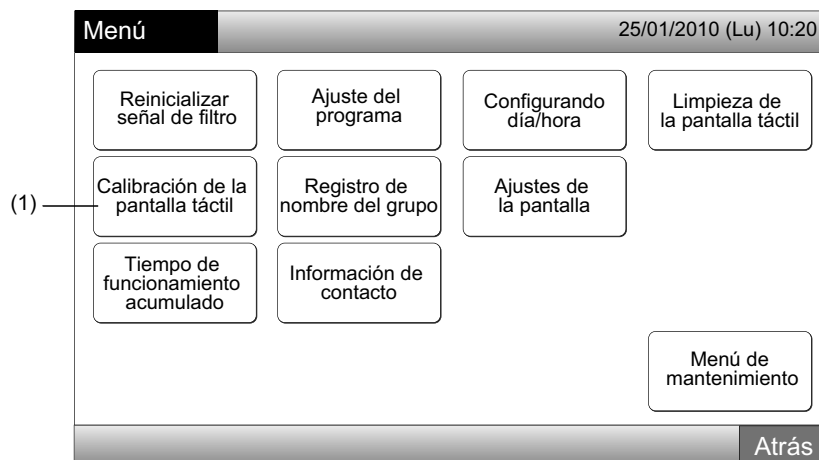 Menú
25/01/2010 (Lu) 10:20
Reinicializar
señal de filtro
Ajuste del
programa
Configurando
día/hora
Limpieza de
la pantalla táctil
(1)
Calibración de la
pantalla táctil
Registro de
nombre del grupo
Ajustes de
la pantalla
Tiempo de
funcionamiento
acumulado
Información de
contacto
Menú de
mantenimiento
Atrás